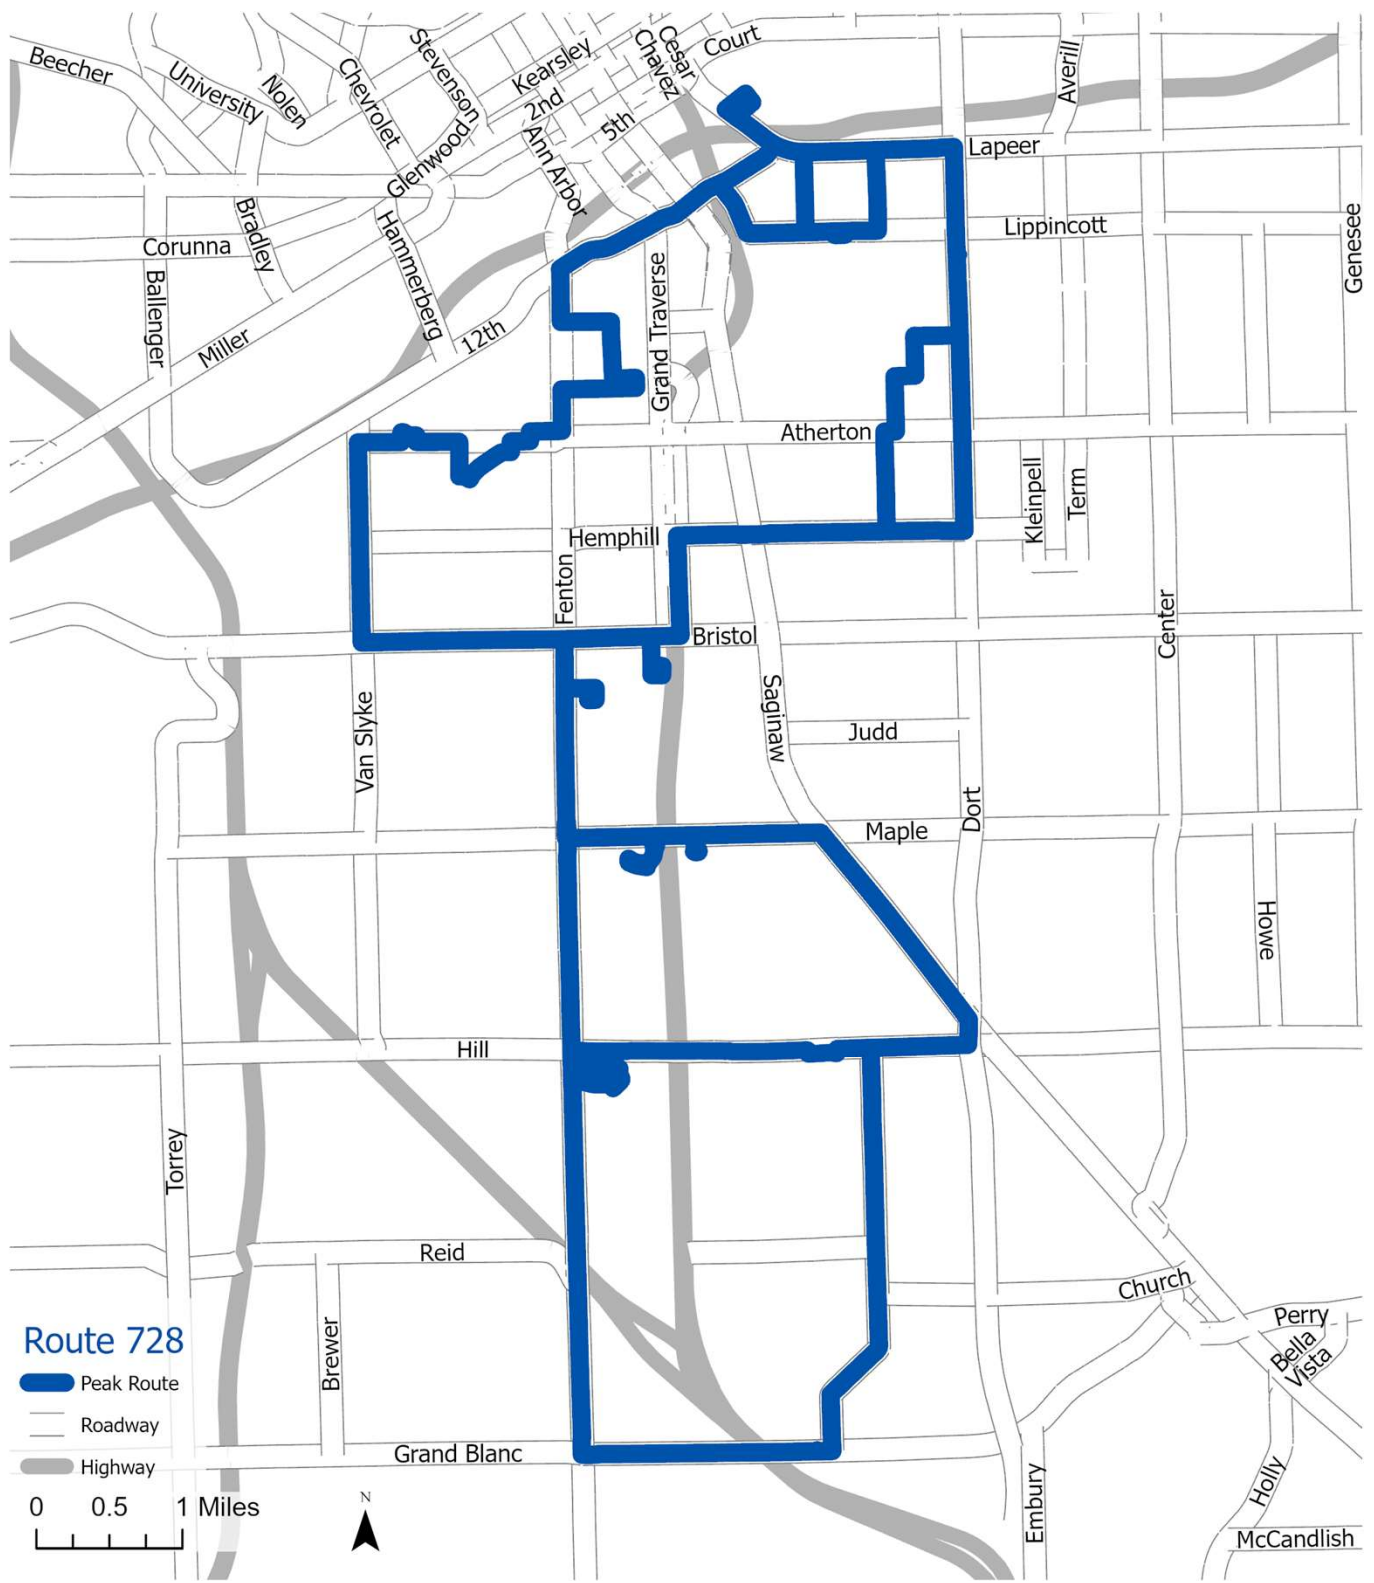 Beecher
University
Nolen
Chevrolet
Stevenson
Kearsley
2nd
Glenwood
Ann Arbor
5th
Cesar
Chavez
Court
Averill
Lapeer
Lippincott
Genesee
Corunna
Bradley
Hammerberg
Ballenger
Miller
12th
Grand Traverse
Atherton
Kleinpell
Term
Hemphill
Fenton
Bristol
Center
Van Slyke
Saginaw
Judd
Dort
Maple
Howe
Hill
Torrey
Reid
Church
Perry
Bella
Vista
Brewer
Grand Blanc
Embury
Holly
McCandlish
Route 728
Peak Route
Roadway
Highway
0 0.5 1 Miles
N